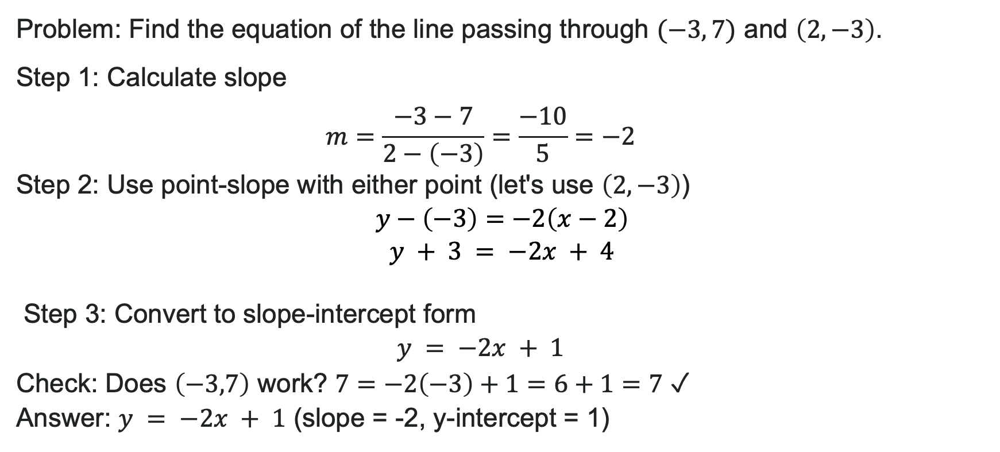 Problem: Find the equation of the line passing through (−3, 7) and (2, −3).
Step 1: Calculate slope
m = \frac{−3 − 7}{2 − (−3)} = \frac{−10}{5} = −2
Step 2: Use point-slope with either point (let's use (2, −3))
y − (−3) = −2(x − 2)
y + 3 = −2x + 4
Step 3: Convert to slope-intercept form
y = −2x + 1
Check: Does (−3,7) work? 7 = −2(−3) + 1 = 6 + 1 = 7 ✓
Answer: y = −2x + 1 (slope = -2, y-intercept = 1)